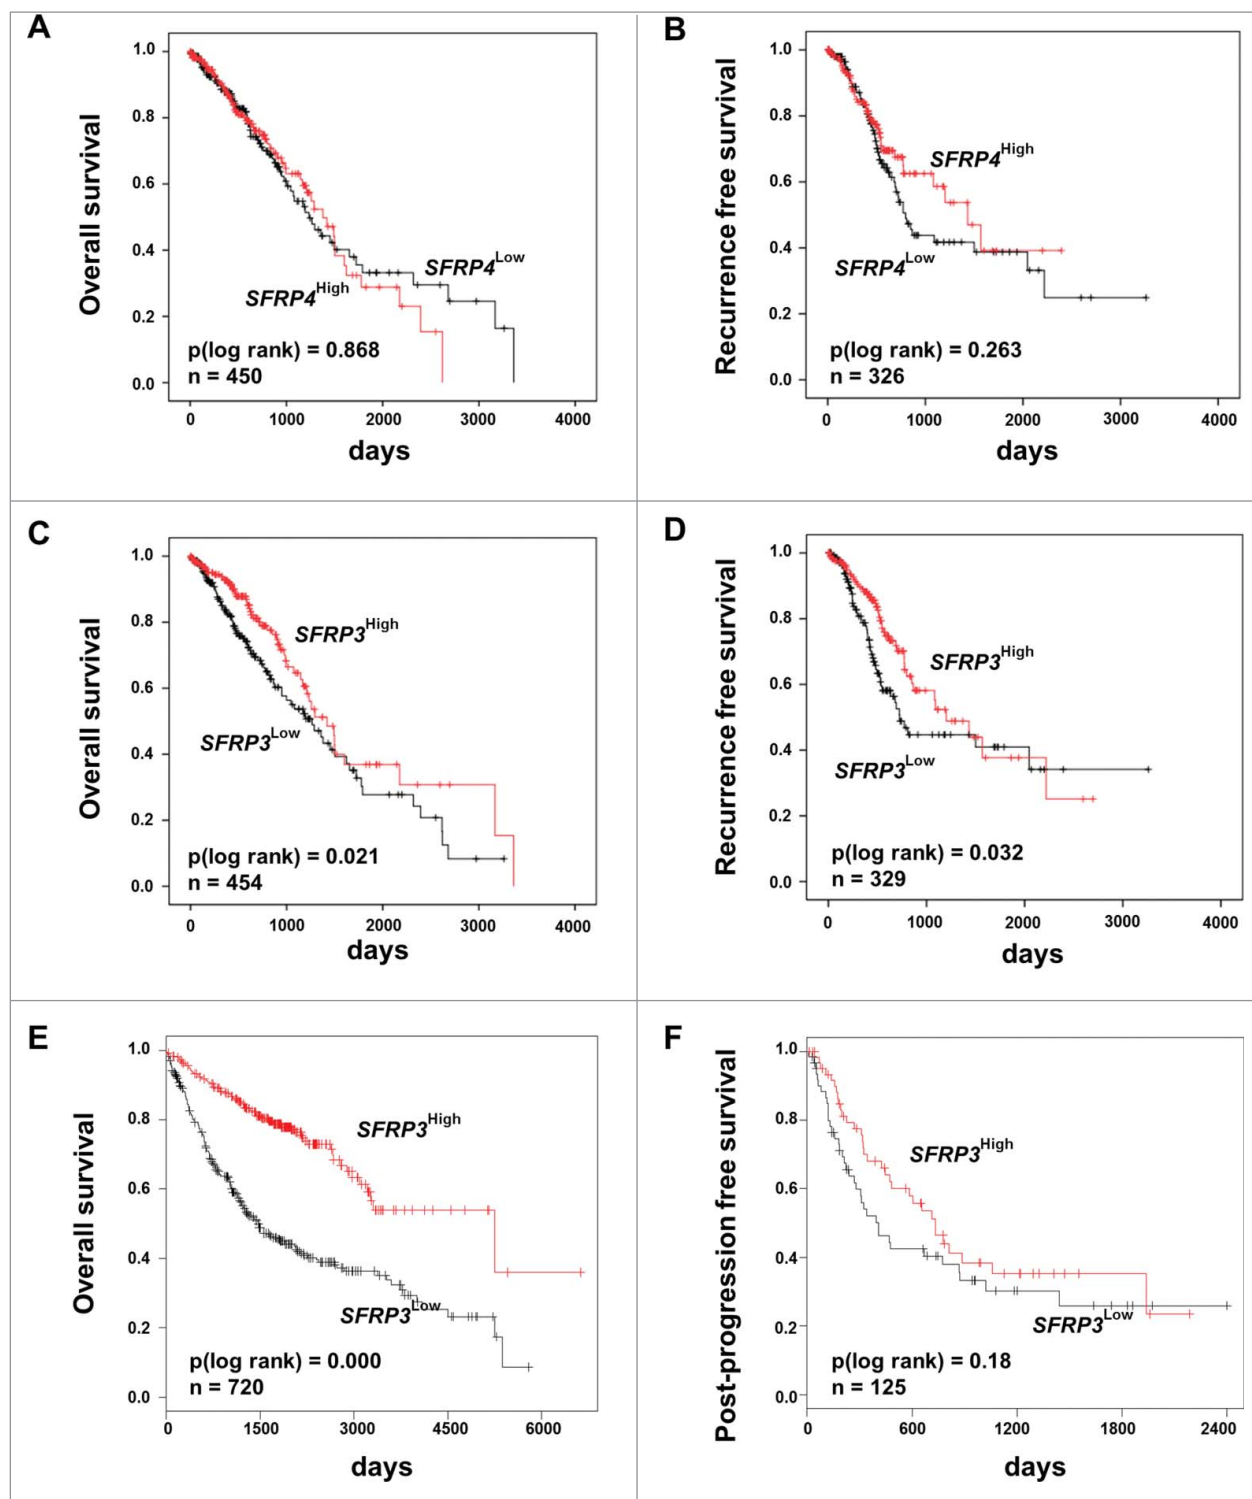 A
Overall survival
1.0
0.8
0.6
0.4
0.2
0.0
SFRP4Low
SFRP4High
p(log rank) = 0.868
n = 450
0 1000 2000 3000 4000
days
B
Recurrence free survival
1.0
0.8
0.6
0.4
0.2
0.0
SFRP4High
SFRP4Low
p(log rank) = 0.263
n = 326
0 1000 2000 3000 4000
days
C
Overall survival
1.0
0.8
0.6
0.4
0.2
0.0
SFRP3High
SFRP3Low
p(log rank) = 0.021
n = 454
0 1000 2000 3000 4000
days
D
Recurrence free survival
1.0
0.8
0.6
0.4
0.2
0.0
SFRP3High
SFRP3Low
p(log rank) = 0.032
n = 329
0 1000 2000 3000 4000
days
E
Overall survival
1.0
0.8
0.6
0.4
0.2
0.0
SFRP3High
SFRP3Low
p(log rank) = 0.000
n = 720
0 1500 3000 4500 6000
days
F
Post-progression free survival
1.0
0.8
0.6
0.4
0.2
0.0
SFRP3High
SFRP3Low
p(log rank) = 0.18
n = 125
0 600 1200 1800 2400
days